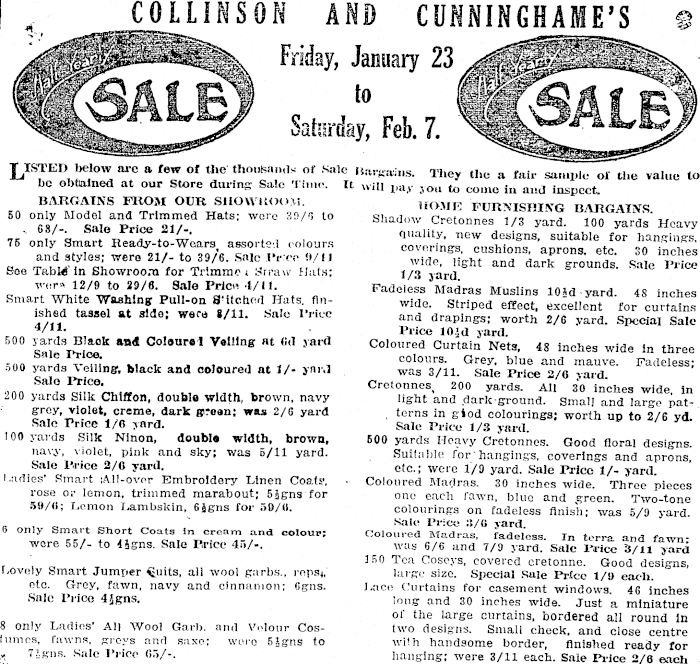 COLLINSON AND CUNNINGHAME'S
Half Yearly
SALE
Friday, January 23
to
Saturday, Feb. 7.
Half Yearly
SALE
LISTED below are a few of the thousands of Sale Bargains. They the a fair sample of the value to
be obtained at our Store during Sale Time. It will pay you to come in and inspect.
BARGAINS FROM OUR SHOWROOM.
50 only Model and Trimmed Hats; were 39/6 to
68/-. Sale Price 21/-.
75 only Smart Ready-to-Wears, assorted colours
and styles; were 21/- to 39/6. Sale Price 9/11
See Table in Showroom for Trimmed Straw Hats;
were 12/9 to 29/6. Sale Price 4/11.
Smart White Washing Pull-on Stitched Hats, fin-
ished tassel at side; were 8/11. Sale Price
4/11.
500 yards Black and Coloured Veiling at 6d yard
Sale Price.
500 yards Veiling, black and coloured at 1/- yard
Sale Price.
200 yards Silk Chiffon, double width, brown, navy
grey, violet, creme, dark green; was 2/6 yard
Sale Price 1/6 yard.
100 yards Silk Ninon, double width, brown,
navy, violet, pink and sky; was 5/11 yard.
Sale Price 2/6 yard.
Ladies' Smart All-over Embroidery Linen Coats,
rose or lemon, trimmed marabout; 5½gns for
59/6; Lemon Lambskin, 6½gns for 59/6.
6 only Smart Short Coats in cream and colour;
were 55/- to 4½gns. Sale Price 45/-.
Lovely Smart Jumper Suits, all wool garbs., reps,
etc. Grey, fawn, navy and cinnamon; 6gns.
Sale Price 4½gns.
8 only Ladies' All Wool Garb. and Velour Cos-
tumes, fawns, greys and saxe; were 5½gns to
7½gns. Sale Price 65/-.
HOME FURNISHING BARGAINS.
Shadow Cretonnes 1/3 yard. 100 yards Heavy
quality, new designs, suitable for hangings,
coverings, cushions, aprons, etc. 30 inches
wide, light and dark grounds. Sale Price
1/3 yard.
Fadeless Madras Muslins 10½d yard. 48 inches
wide. Striped effect, excellent for curtains
and drapings; worth 2/6 yard. Special Sale
Price 10½d yard.
Coloured Curtain Nets, 48 inches wide in three
colours. Grey, blue and mauve. Fadeless;
was 3/11. Sale Price 2/6 yard.
Cretonnes, 200 yards. All 30 inches wide, in
light and dark ground. Small and large pat-
terns in good colourings; worth up to 2/6 yd.
Sale Price 1/3 yard.
500 yards Heavy Cretonnes. Good floral designs.
Suitable for hangings, coverings and aprons,
etc.; were 1/9 yard. Sale Price 1/- yard.
Coloured Madras. 30 inches wide. Three pieces
one each fawn, blue and green. Two-tone
colourings on fadeless finish; was 5/9 yard.
Sale Price 3/6 yard.
Coloured Madras, fadeless. In terra and fawn;
was 6/6 and 7/9 yard. Sale Price 3/11 yard
150 Tea Coseys, covered cretonne. Good designs,
large size. Special Sale Price 1/9 each.
Lace Curtains for casement windows. 46 inches
long and 30 inches wide. Just a miniature
of the large curtains, bordered all round in
two designs. Small check, and close centre
with handsome border, finished ready for
hanging; were 3/11 each. Sale Price 2/6 each